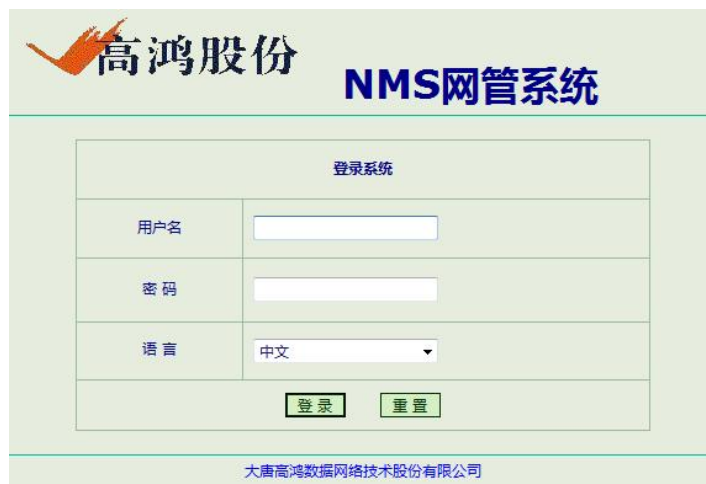 高鸿股份
NMS网管系统
登录系统
用户名
密 码
语 言
中文
登 录
重 置
大唐高鸿数据网络技术股份有限公司